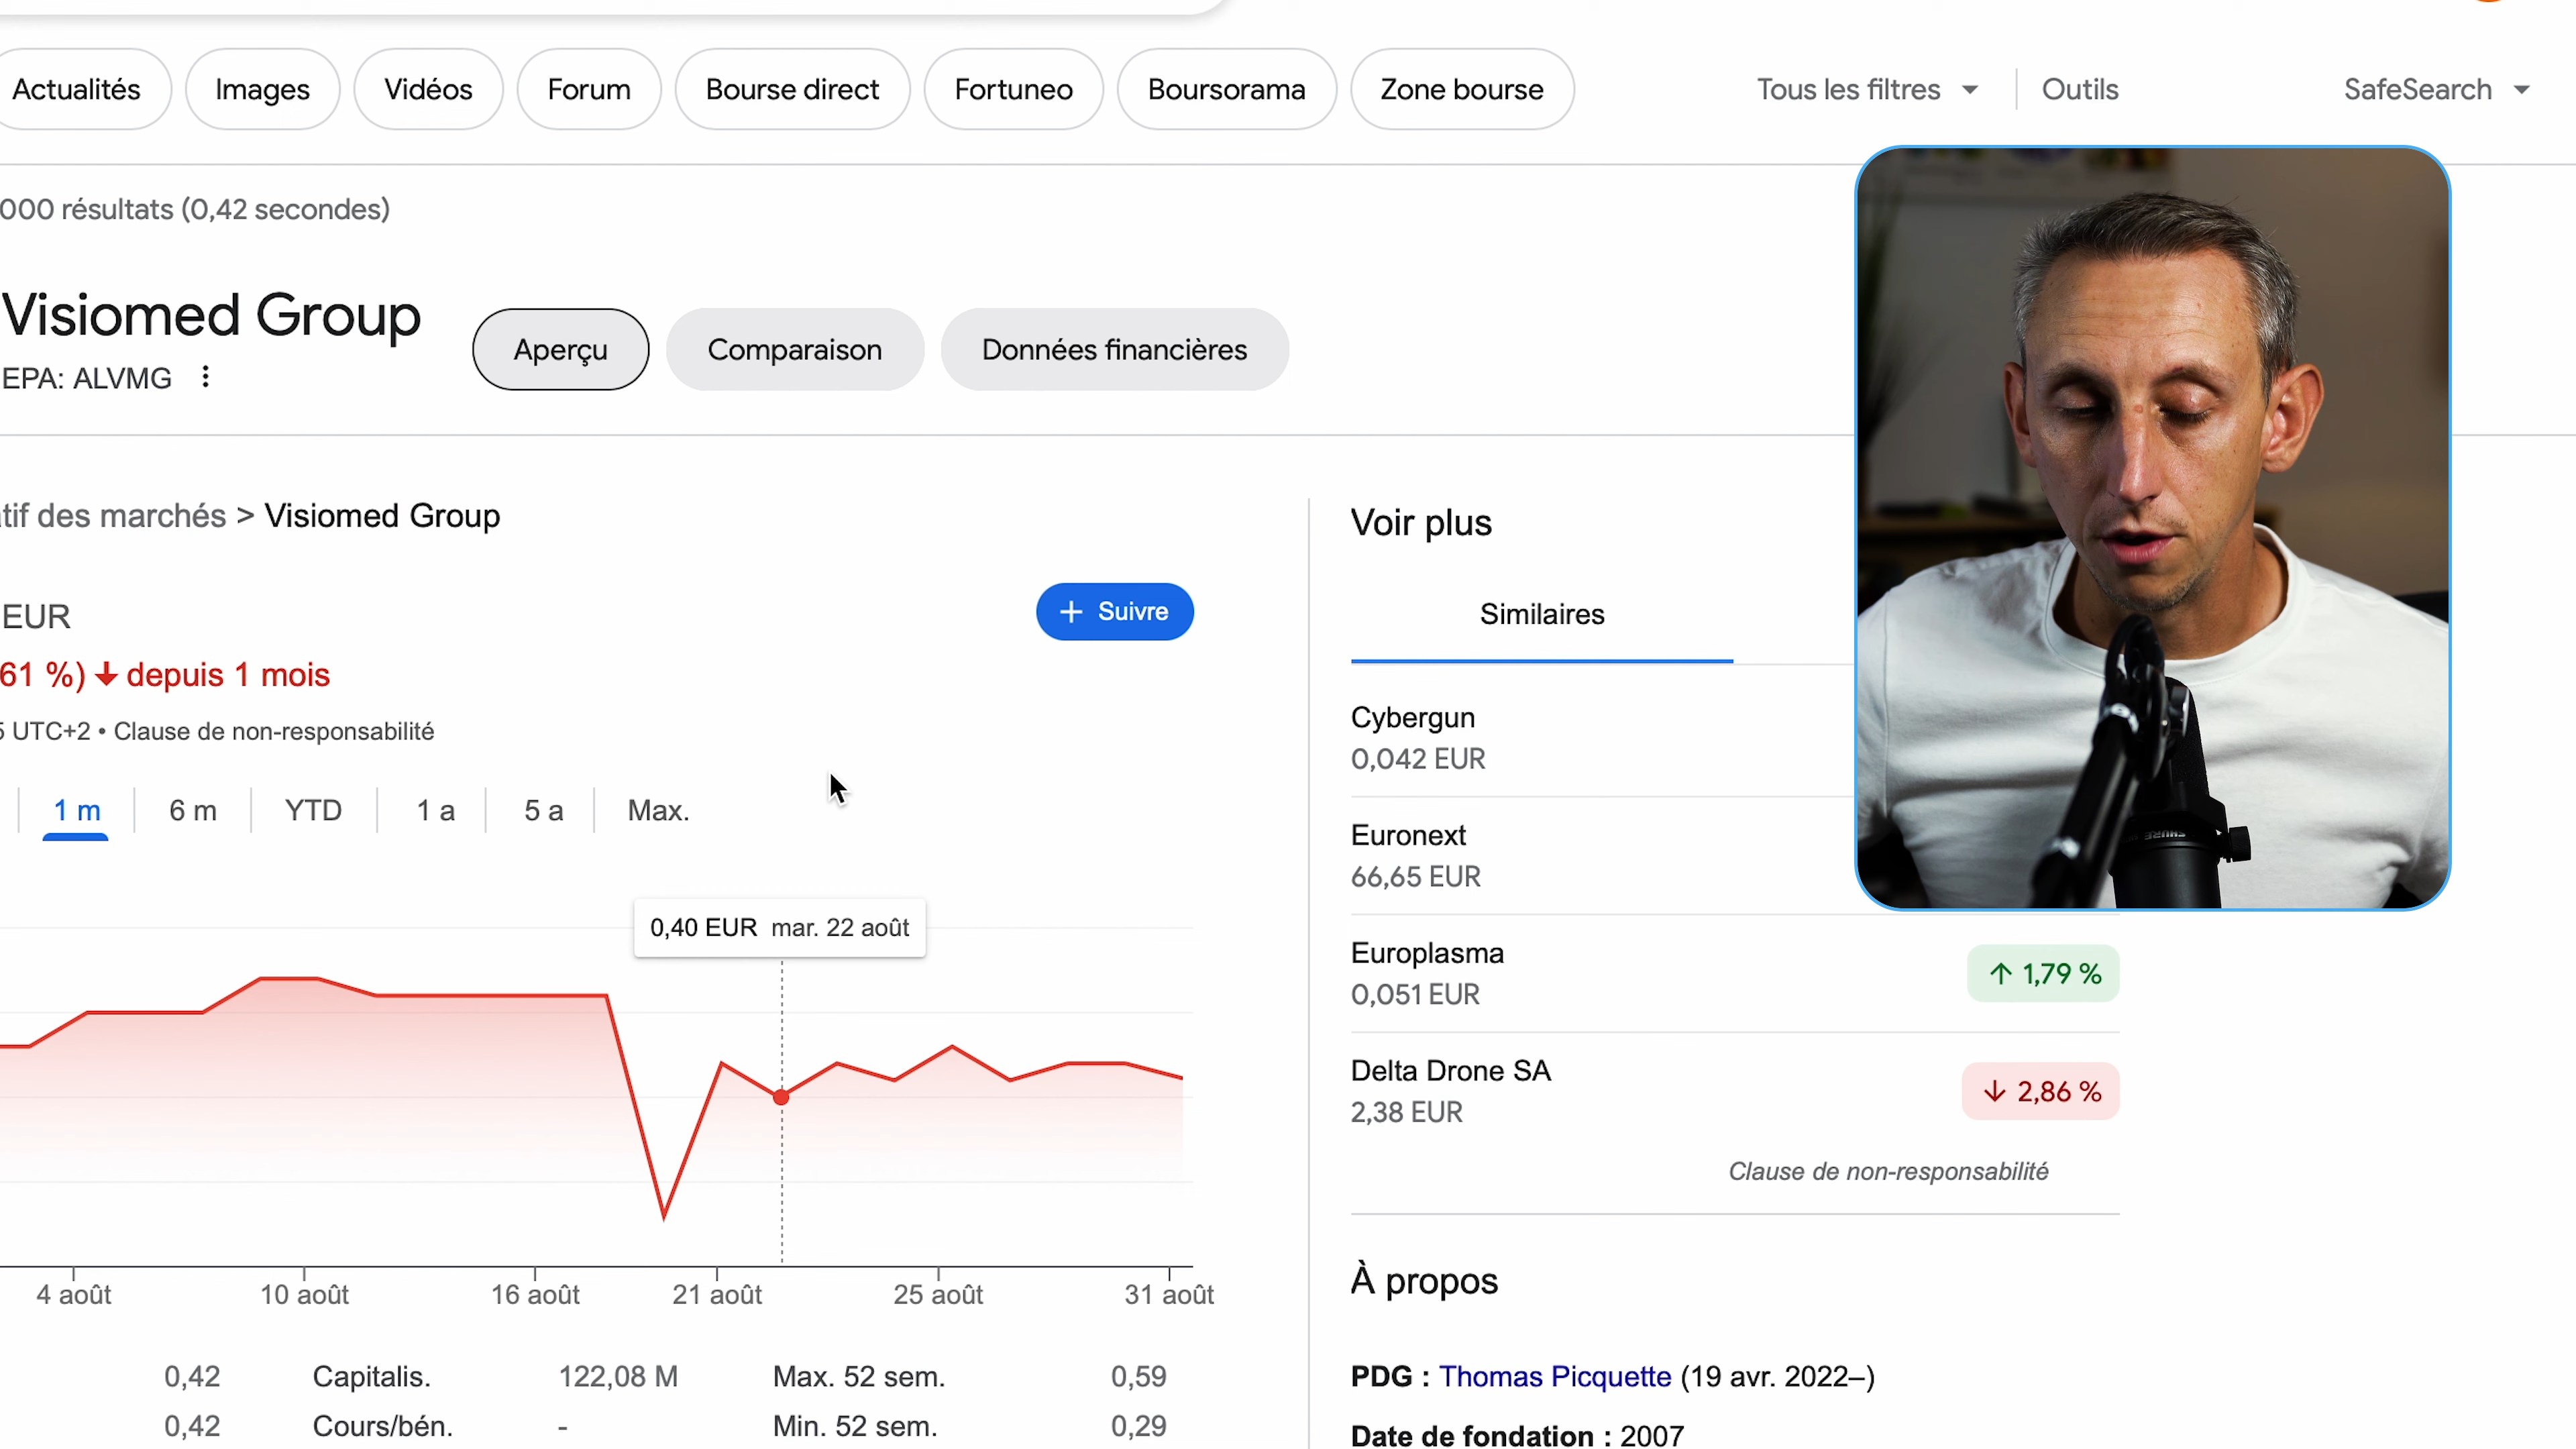 Actualités
Images
Vidéos
Forum
Bourse direct
Fortuneo
Boursorama
Zone bourse
Tous les filtres
Outils
SafeSearch
000 résultats (0,42 secondes)
Visiomed Group
EPA: ALVMG
Aperçu
Comparaison
Données financières
tif des marchés > Visiomed Group
EUR
+ Suivre
61 %) ↓ depuis 1 mois
5 UTC+2 • Clause de non-responsabilité
1 m
6 m
YTD
1 a
5 a
Max.
0,40 EUR mar. 22 août
4 août
10 août
16 août
21 août
25 août
31 août
0,42 Capitalis. 122,08 M Max. 52 sem. 0,59
0,42 Cours/bén. - Min. 52 sem. 0,29
Voir plus
Similaires
Cybergun
0,042 EUR
Euronext
66,65 EUR
Europlasma
0,051 EUR
↑ 1,79 %
Delta Drone SA
2,38 EUR
↓ 2,86 %
Clause de non-responsabilité
À propos
PDG : Thomas Picquette (19 avr. 2022–)
Date de fondation : 2007
SHURE